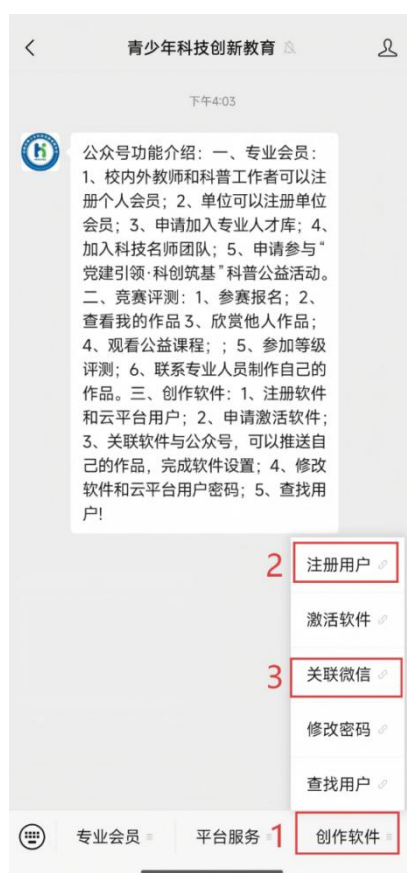 青少年科技创新教育
下午4:03
公众号功能介绍：一、专业会员：
1、校内外教师和科普工作者可以注
册个人会员；2、单位可以注册单位
会员；3、申请加入专业人才库；4、
加入科技名师团队；5、申请参与“
党建引领·科创筑基”科普公益活动。
二、竞赛评测：1、参赛报名；2、
查看我的作品3、欣赏他人作品；
4、观看公益课程；；5、参加等级
评测；6、联系专业人员制作自己的
作品。三、创作软件：1、注册软件
和云平台用户；2、申请激活软件；
3、关联软件与公众号，可以推送自
己的作品，完成软件设置；4、修改
软件和云平台用户密码；5、查找用
户！
2 注册用户
激活软件
3 关联微信
修改密码
查找用户
专业会员 平台服务 1 创作软件